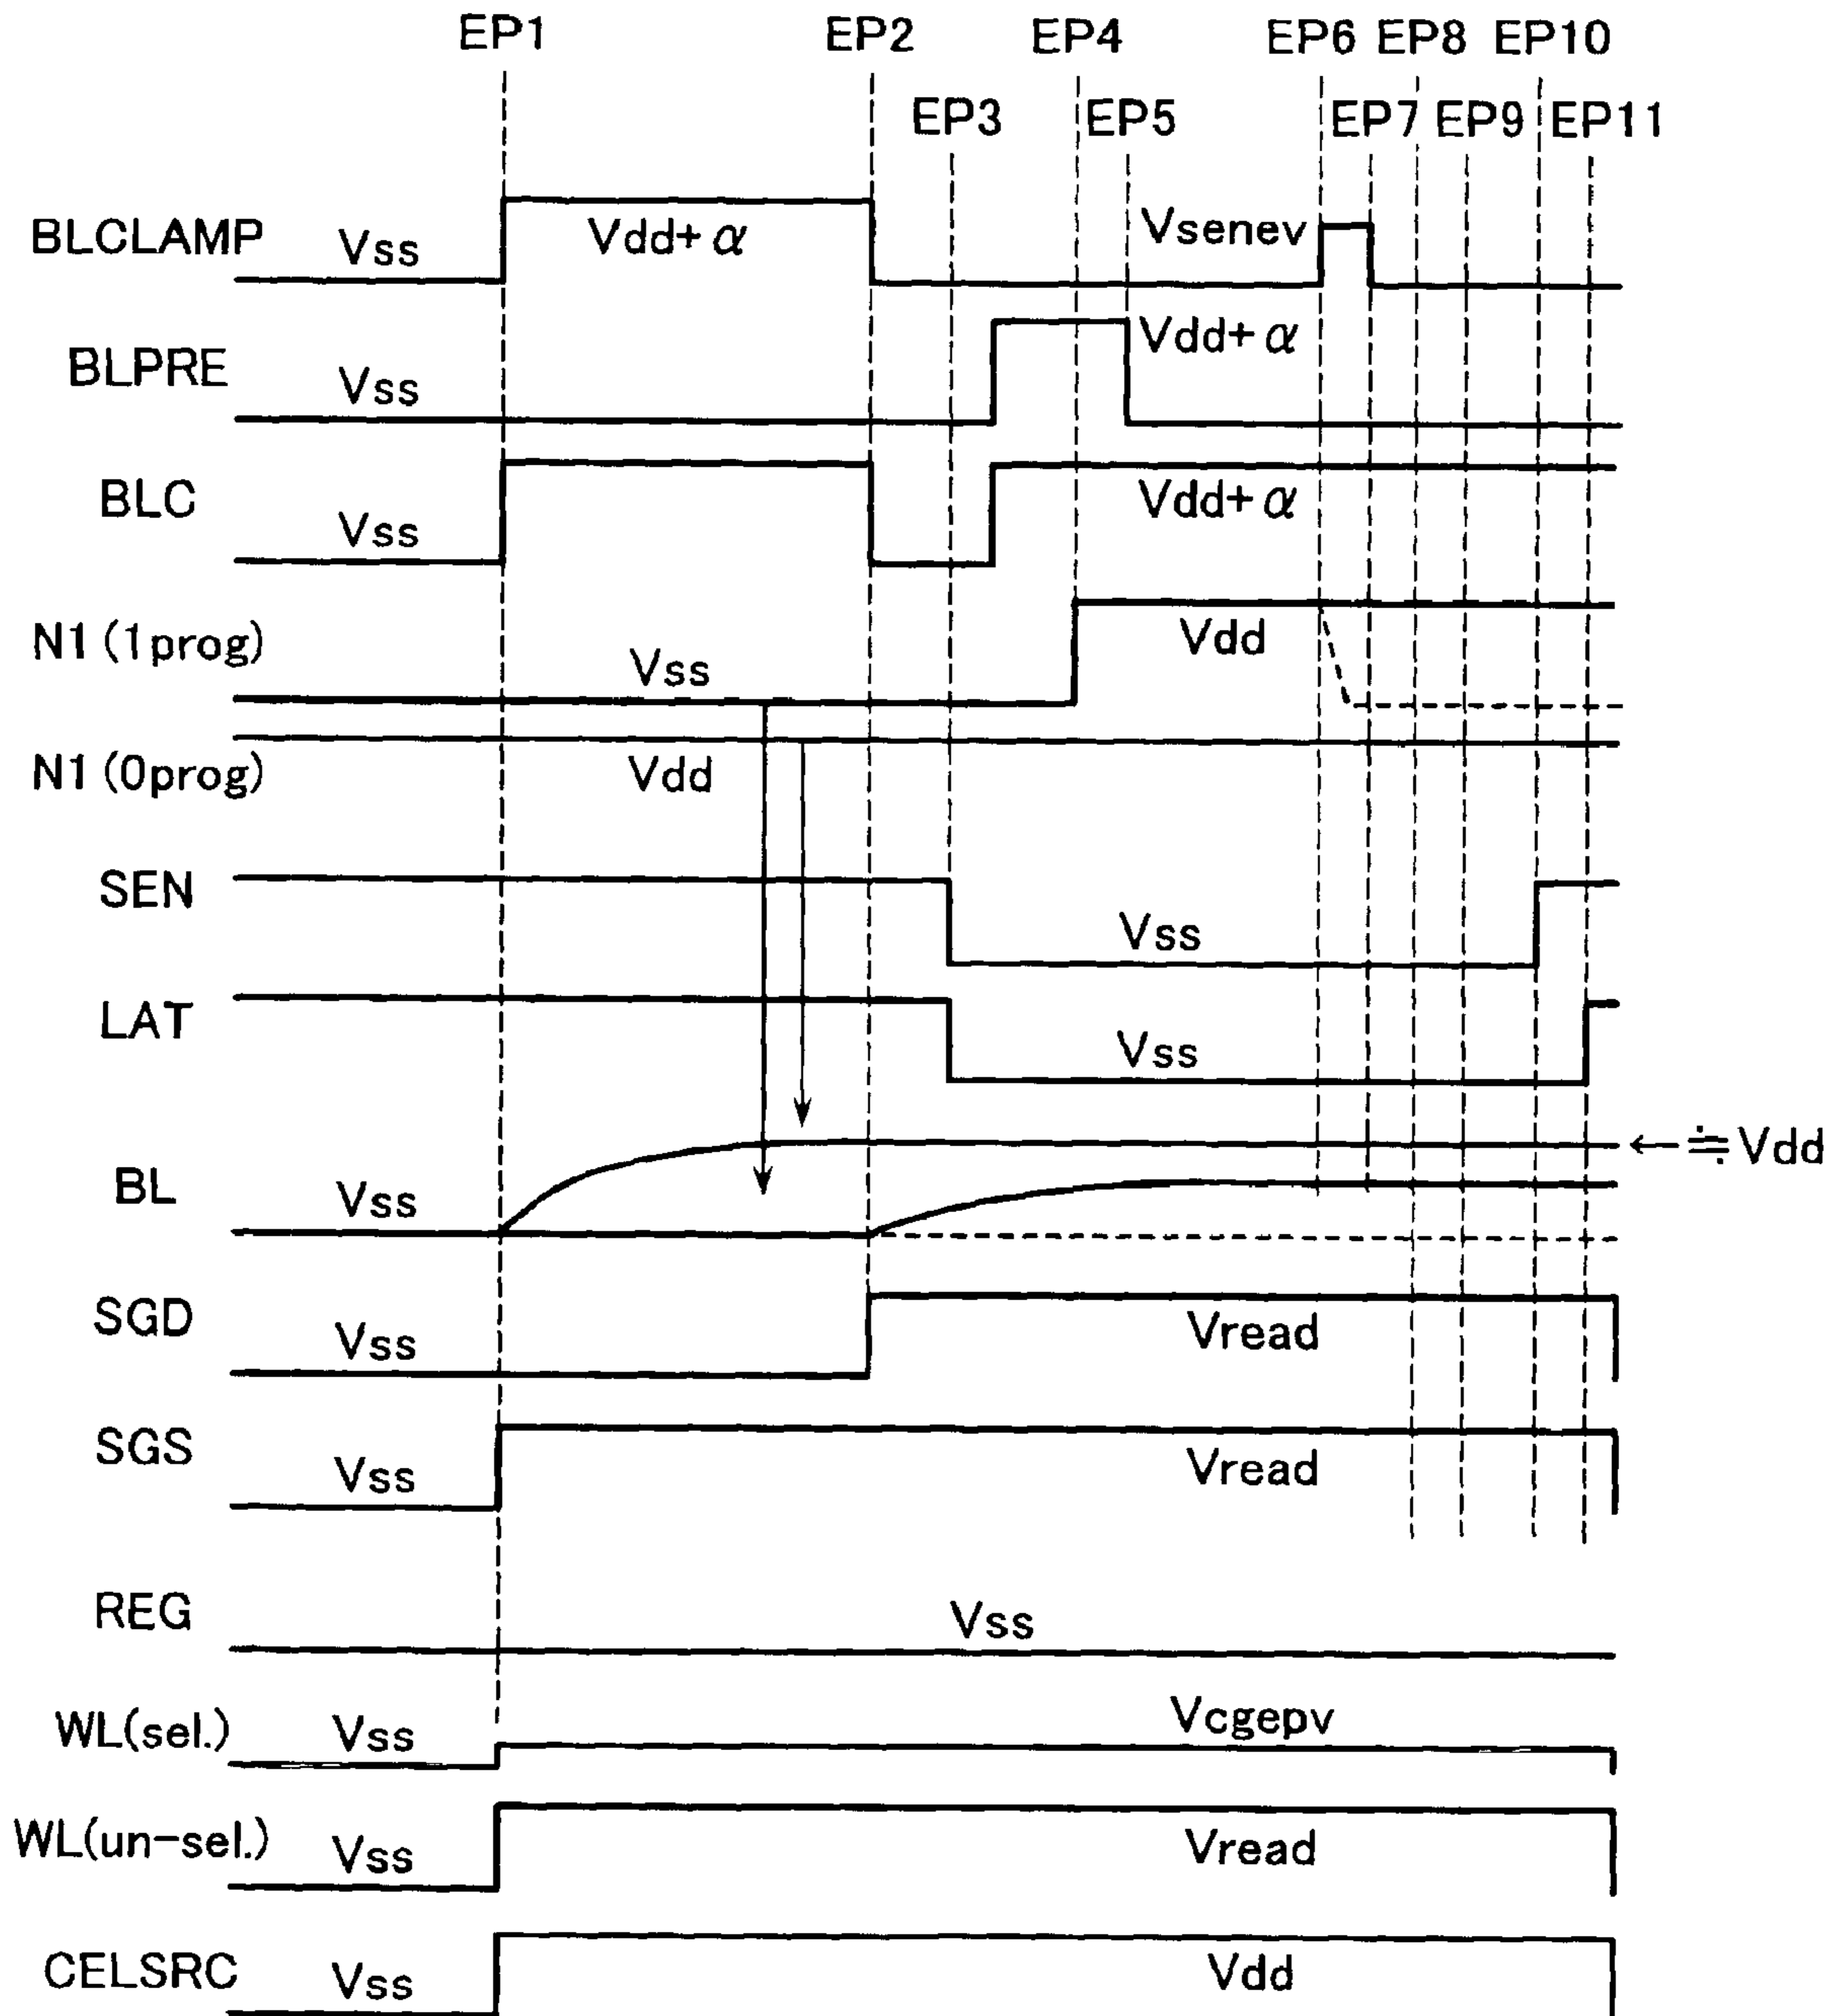 EP1 EP2 EP4 EP6 EP8 EP10
EP3 EP5 EP7 EP9 EP11
BLCLAMP Vss Vdd+α Vsenev
BLPRE Vss Vdd+α
BLC Vss Vdd+α
N1(1prog) Vss Vdd
N1(0prog) Vdd
SEN Vss
LAT Vss
BL Vss ←≒Vdd
SGD Vss Vread
SGS Vss Vread
REG Vss
WL(sel.) Vss Vcgepv
WL(un-sel.) Vss Vread
CELSRC Vss Vdd